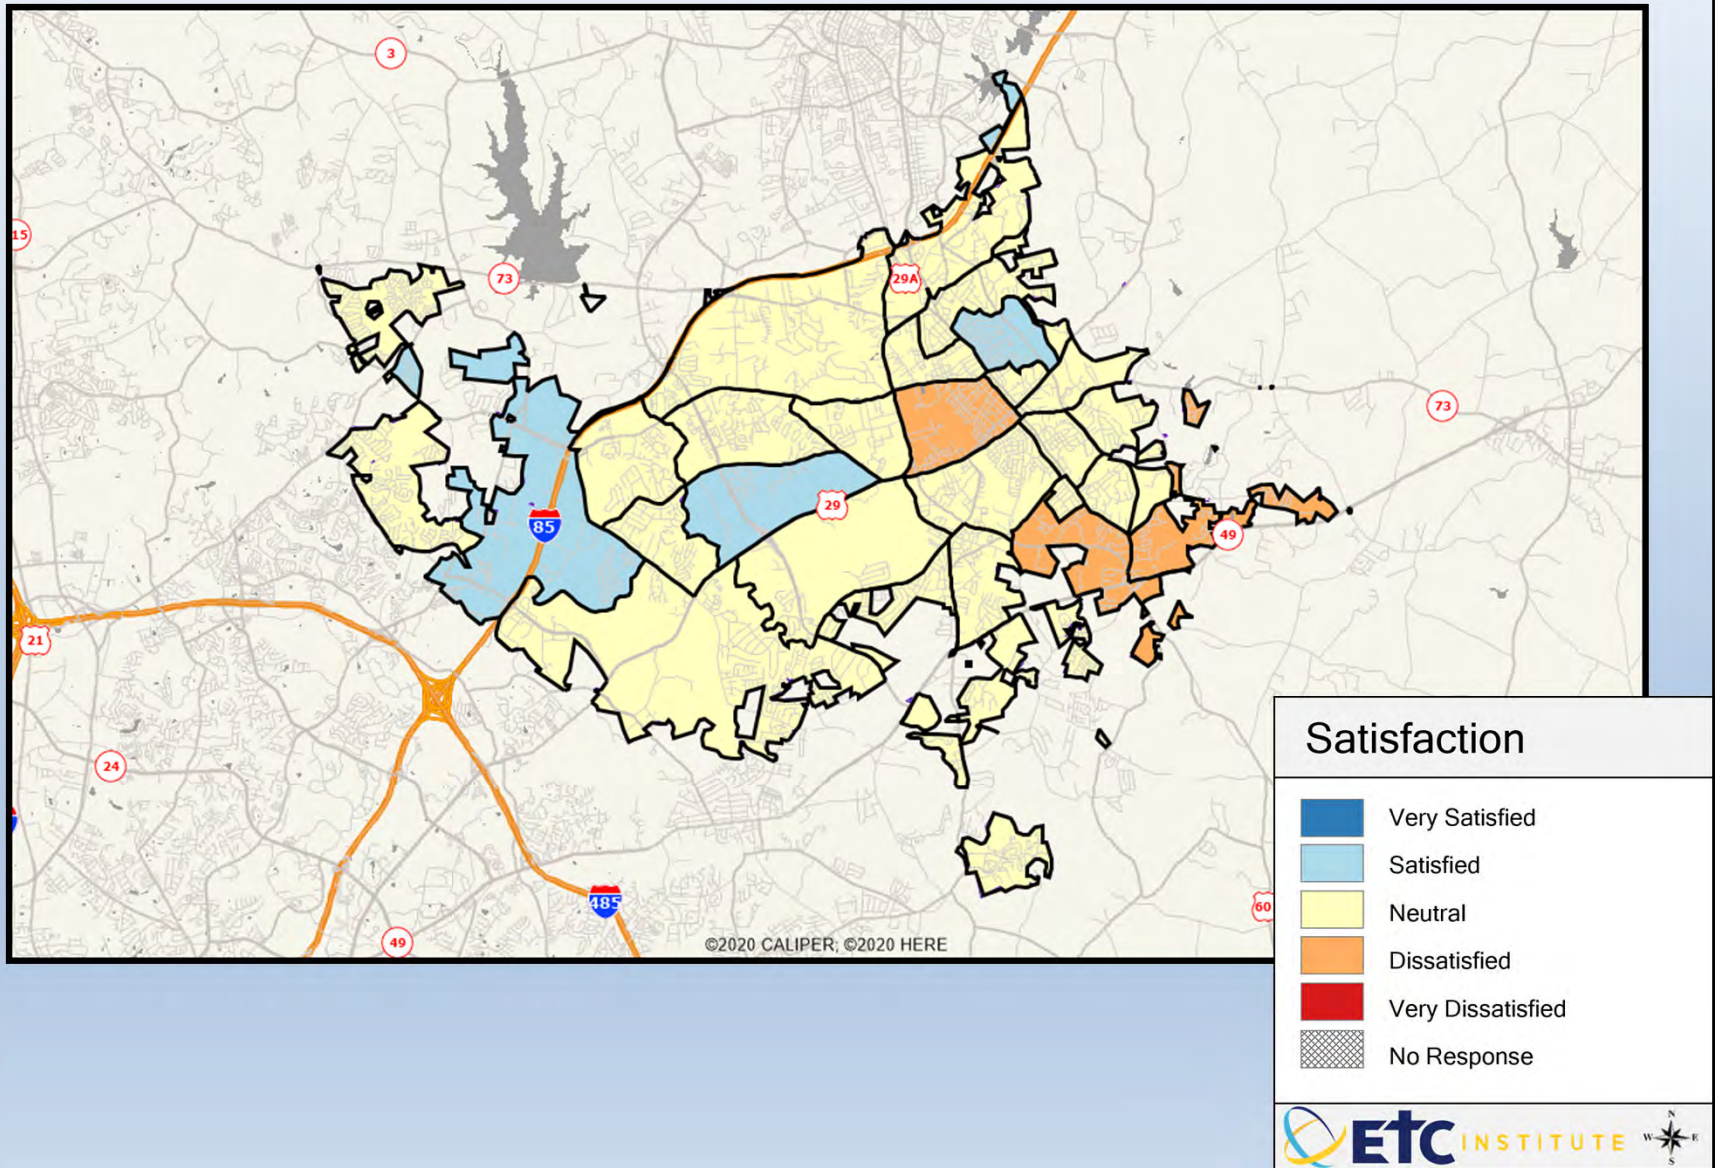 3
15
73
29A
73
29
85
49
21
24
485
49
60
©2020 CALIPER; ©2020 HERE
Satisfaction
Very Satisfied
Satisfied
Neutral
Dissatisfied
Very Dissatisfied
No Response
ETC INSTITUTE
N
W E
S